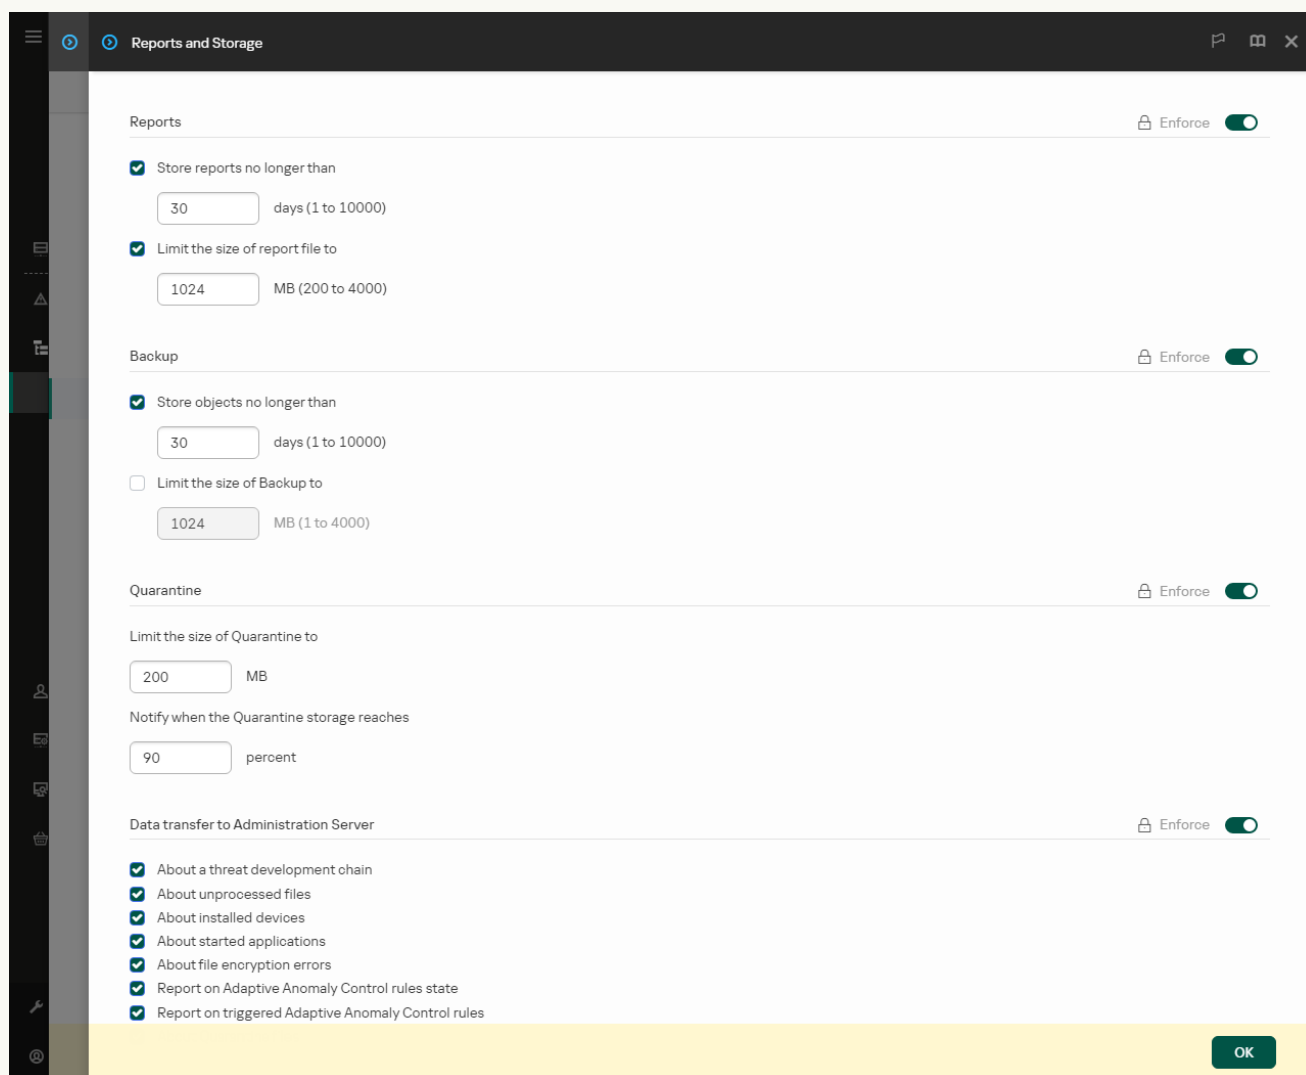 Reports and Storage
Reports
Enforce
Store reports no longer than
30 days (1 to 10000)
Limit the size of report file to
1024 MB (200 to 4000)
Backup
Enforce
Store objects no longer than
30 days (1 to 10000)
Limit the size of Backup to
1024 MB (1 to 4000)
Quarantine
Enforce
Limit the size of Quarantine to
200 MB
Notify when the Quarantine storage reaches
90 percent
Data transfer to Administration Server
Enforce
About a threat development chain
About unprocessed files
About installed devices
About started applications
About file encryption errors
Report on Adaptive Anomaly Control rules state
Report on triggered Adaptive Anomaly Control rules
OK